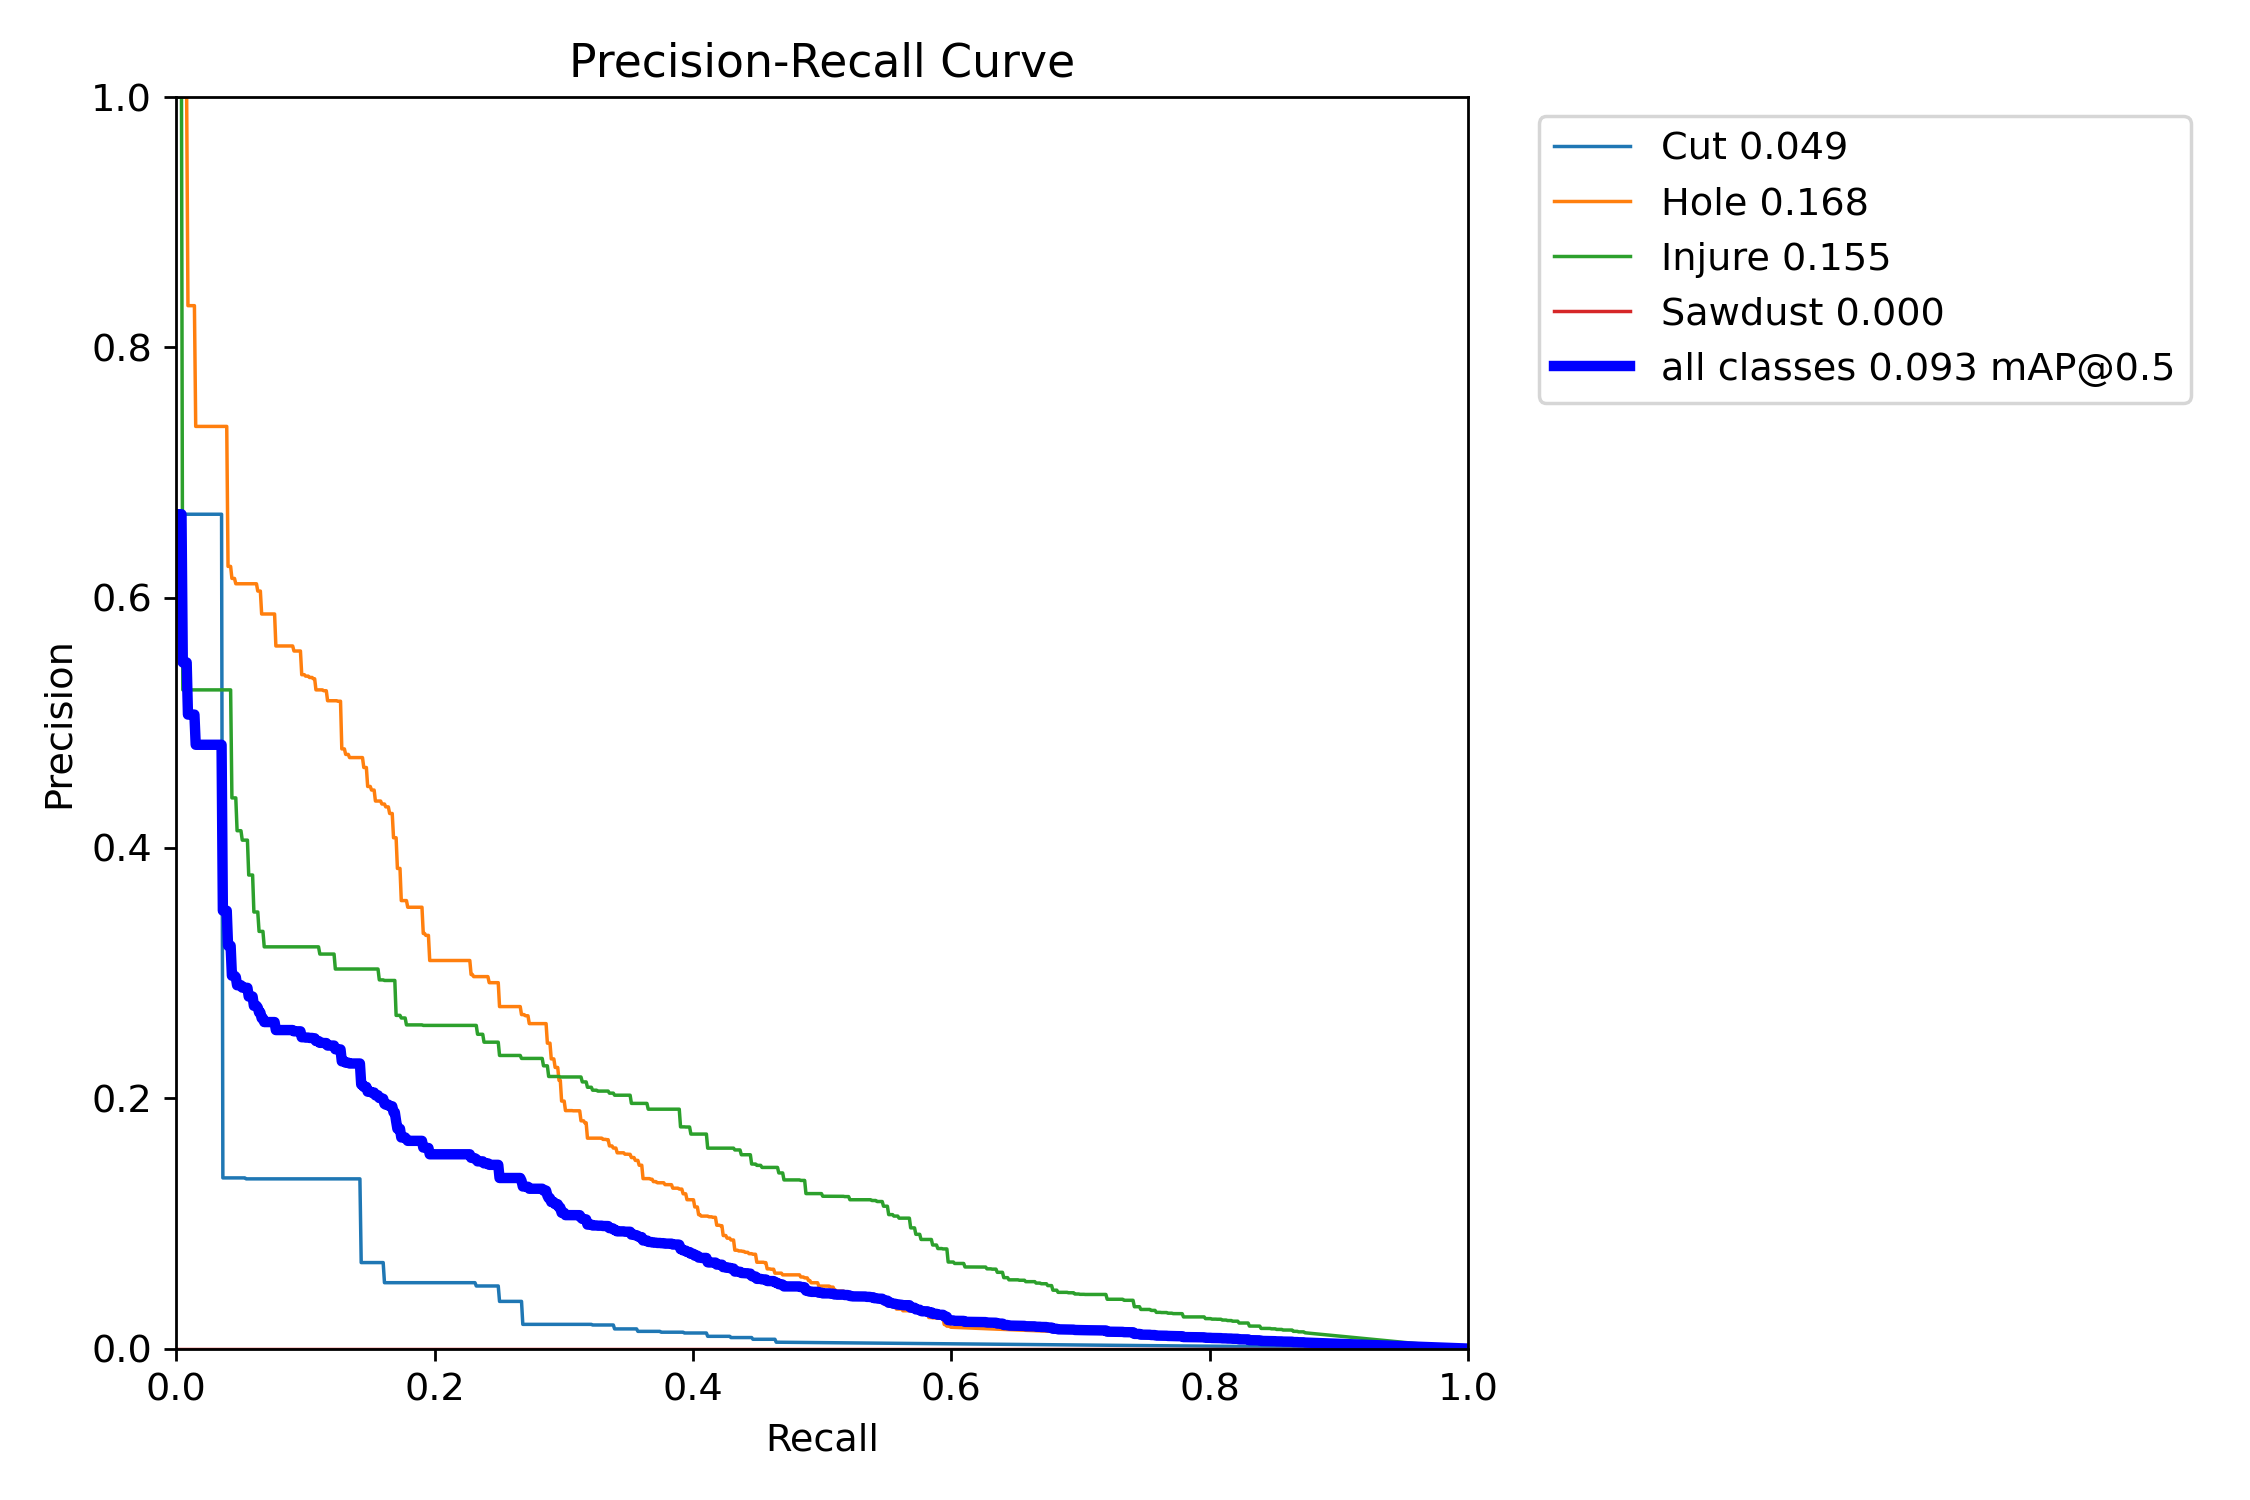 Precision-Recall Curve
1.0
0.8
0.6
0.4
0.2
0.0
Precision
0.0 0.2 0.4 0.6 0.8 1.0
Recall
Cut 0.049
Hole 0.168
Injure 0.155
Sawdust 0.000
all classes 0.093 mAP@0.5